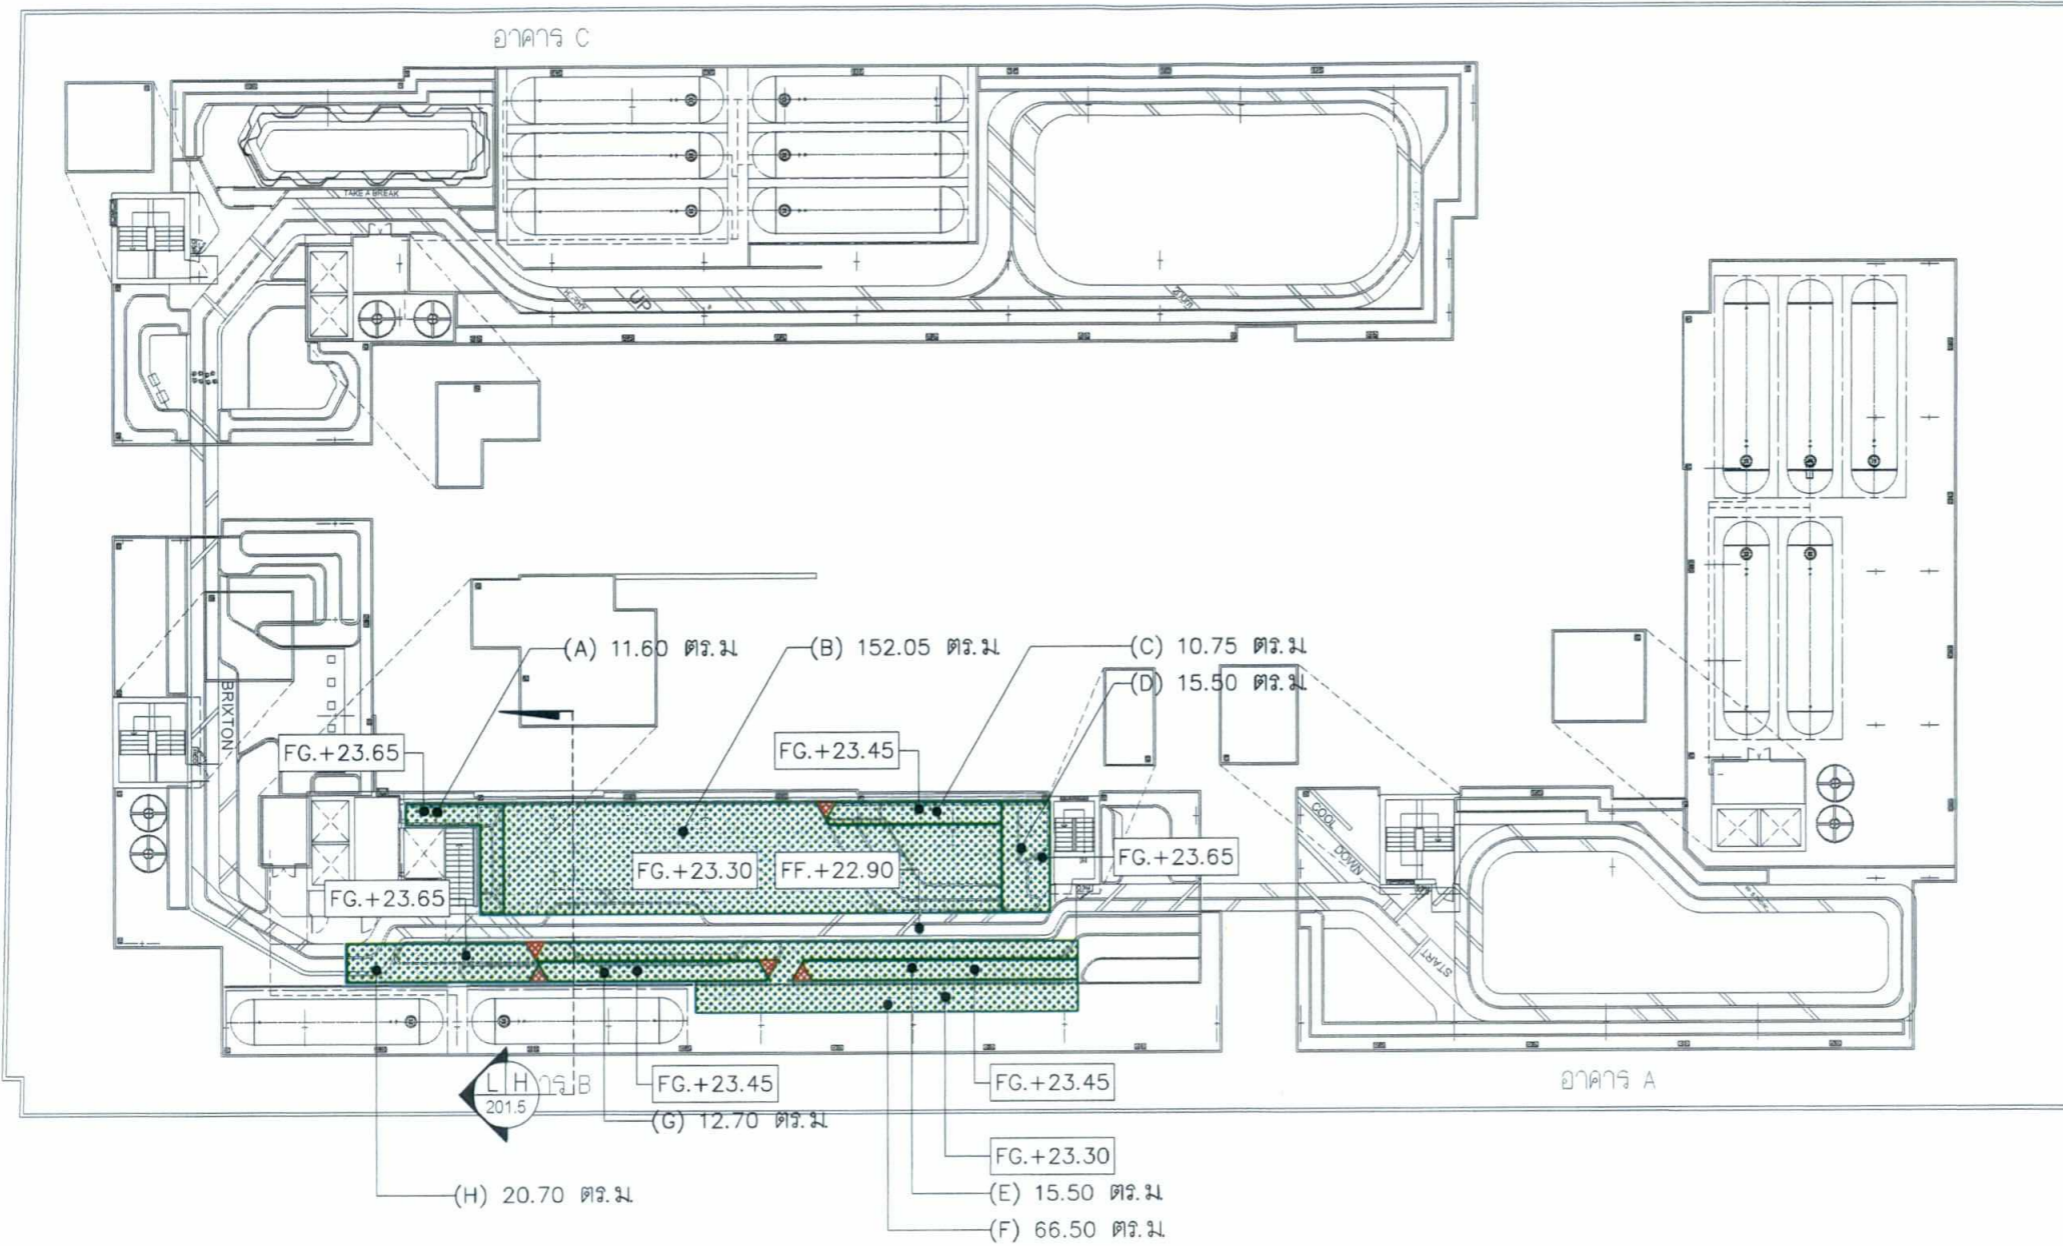 อาคาร C
TAKE A BREAK
UP
BRIXTON
(A) 11.60 ตร.ม
(B) 152.05 ตร.ม
(C) 10.75 ตร.ม
(D) 15.50 ตร.ม
FG.+23.65
FG.+23.45
FG.+23.30
FF.+22.90
FG.+23.65
FG.+23.65
COOL
DOWN
START
L H
201.5
าร B
FG.+23.45
FG.+23.45
อาคาร A
(G) 12.70 ตร.ม
FG.+23.30
(H) 20.70 ตร.ม
(E) 15.50 ตร.ม
(F) 66.50 ตร.ม